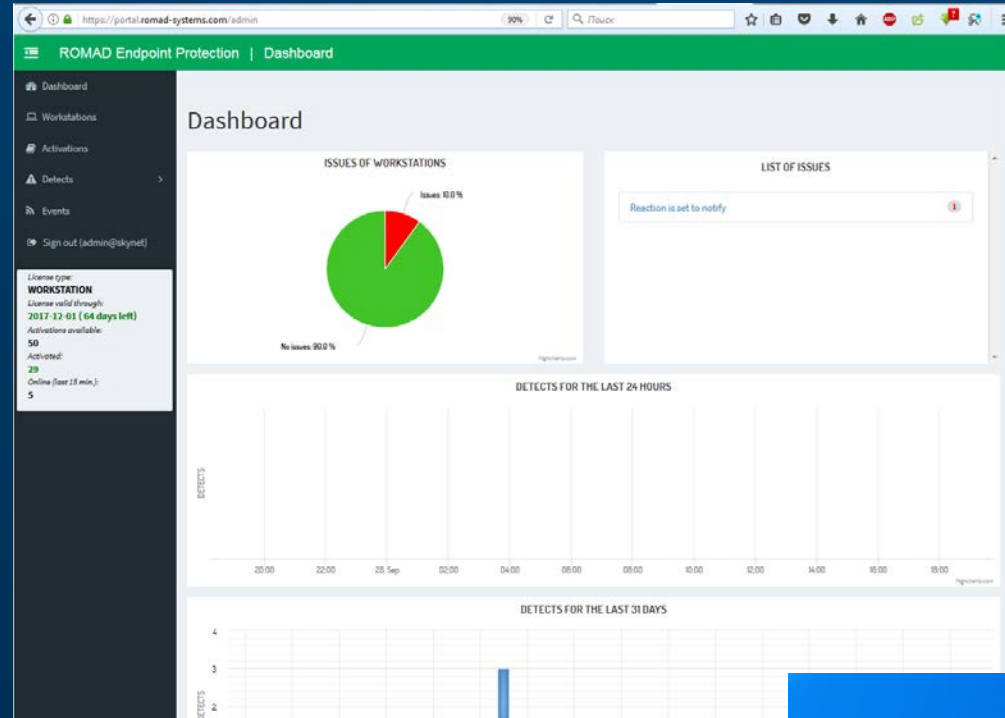 https://portal.romad-systems.com/admin
90%
Поиск
ROMAD Endpoint Protection | Dashboard
Dashboard
Workstations
Activations
Detects
Events
Sign out (admin@skynet)
License type:
WORKSTATION
License valid through:
2017-12-01 ( 64 days left)
Activations available:
50
Activated:
29
Online (last 15 min.):
5
Dashboard
ISSUES OF WORKSTATIONS
Issues: 10.0 %
No issues: 90.0 %
Highcharts.com
LIST OF ISSUES
Reaction is set to notify
1
DETECTS FOR THE LAST 24 HOURS
DETECTS
20:00 22:00 28. Sep 02:00 04:00 06:00 08:00 10:00 12:00 14:00 16:00 18:00
Highcharts.com
DETECTS FOR THE LAST 31 DAYS
4
3
2
DETECTS